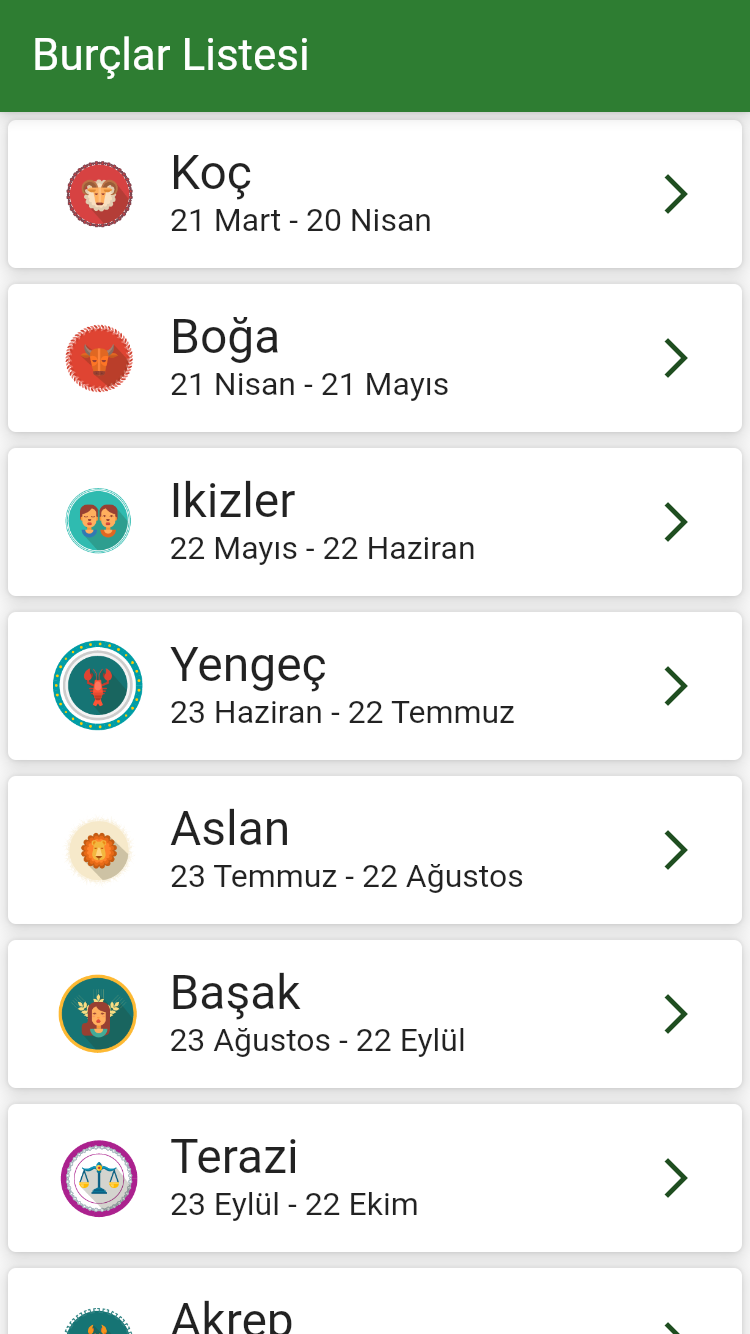 Burçlar Listesi
Koç
21 Mart - 20 Nisan
Boğa
21 Nisan - 21 Mayıs
Ikizler
22 Mayıs - 22 Haziran
Yengeç
23 Haziran - 22 Temmuz
Aslan
23 Temmuz - 22 Ağustos
Başak
23 Ağustos - 22 Eylül
Terazi
23 Eylül - 22 Ekim
Akrep